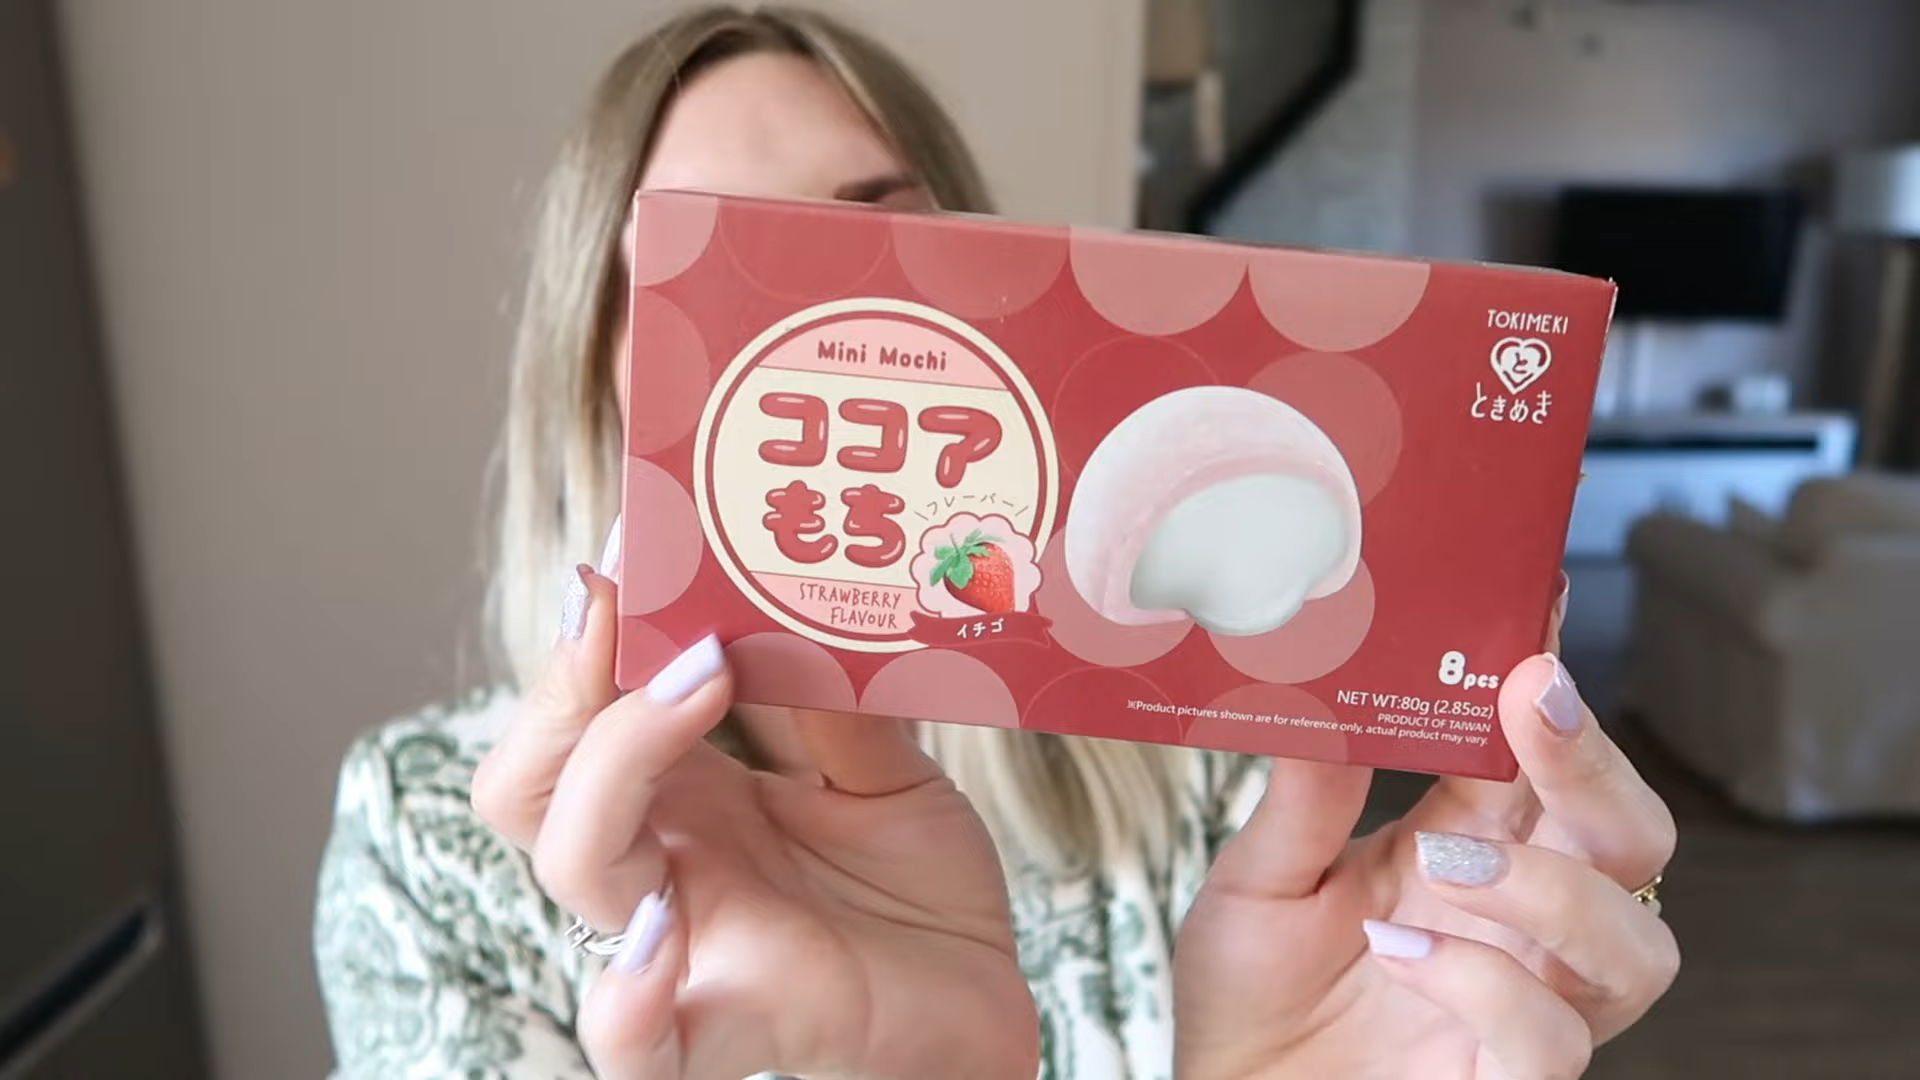 Mini Mochi
ココア
もち
フレーバー
STRAWBERRY
FLAVOUR
イチゴ
TOKIMEKI
と
ときめき
8pcs
NET WT:80g (2.85oz)
PRODUCT OF TAIWAN
※Product pictures shown are for reference only, actual product may vary.